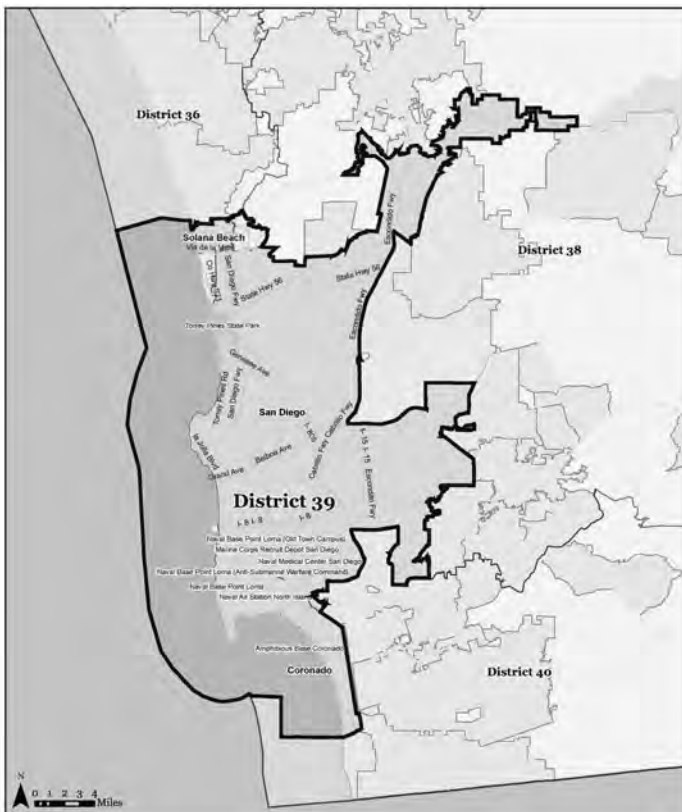 District 36
Escondido Fwy
Solana Beach
Via de la Valle
District 38
San Diego Fwy
State Hwy 56
State Hwy 56
Escondido Fwy
Torrey Pines State Park
Genesee Ave
Torrey Pines Rd
San Diego Fwy
San Diego
I- 805
Cabrillo Fwy Cabrillo Fwy
I- 15 I- 15
la Jolla Blvd
Balboa Ave
Grand Ave
Escondido Fwy
District 39
I- 8 I- 8
I- 8
Naval Base Point Loma (Old Town Campus)
Marine Corps Recruit Depot San Diego
Naval Medical Center San Diego
Naval Base Point Loma (Anti-Submarine Warfare Command)
Naval Base Point Loma
Naval Air Station North Island
Amphibious Base Coronado
Coronado
District 40
N
0 1 2 3 4
Miles